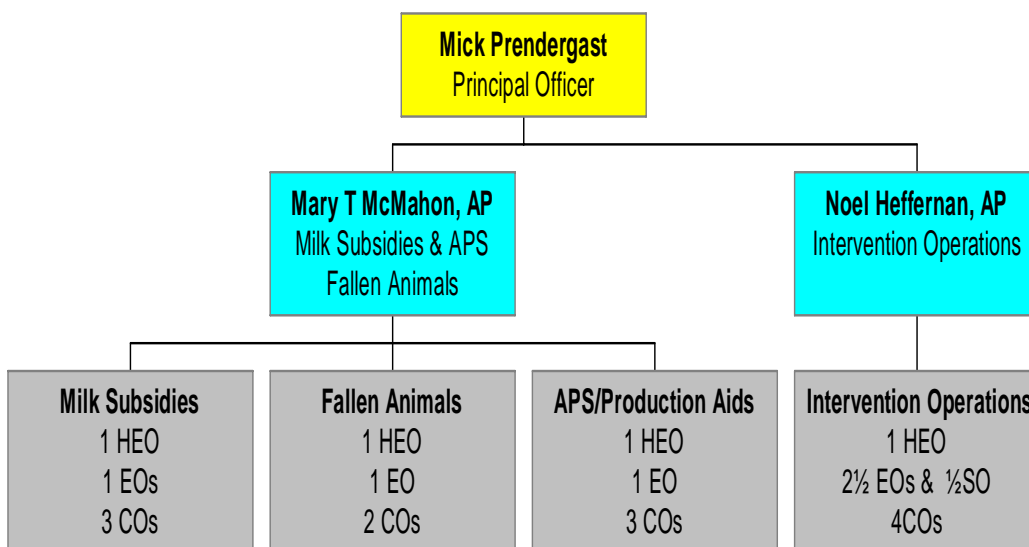 Mick Prendergast
Principal Officer
Mary T McMahon, AP
Milk Subsidies & APS
Fallen Animals
Noel Heffernan, AP
Intervention Operations
Milk Subsidies
1 HEO
1 EOs
3 COs
Fallen Animals
1 HEO
1 EO
2 COs
APS/Production Aids
1 HEO
1 EO
3 COs
Intervention Operations
1 HEO
2½ EOs & ½SO
4COs